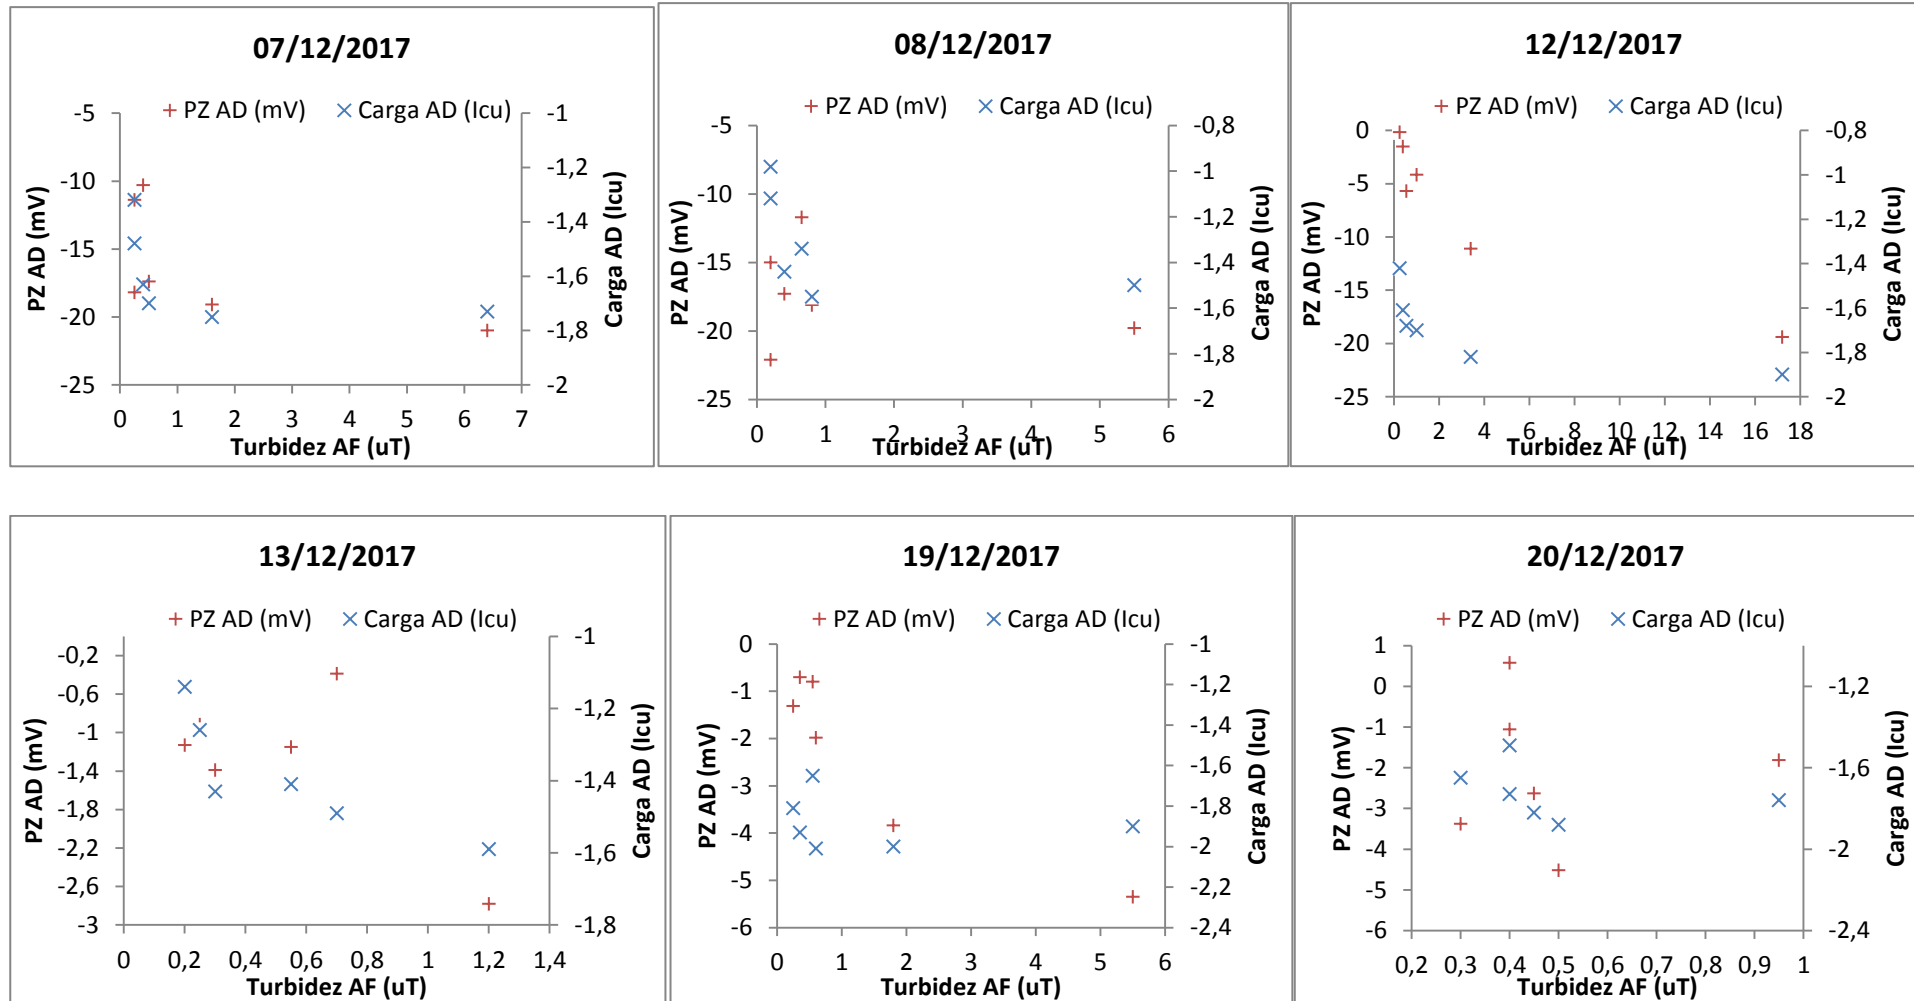 07/12/2017
PZ AD (mV) Carga AD (Icu)
-5
-10
-15
-20
-25
PZ AD (mV)
-1
-1,2
-1,4
-1,6
-1,8
-2
Carga AD (Icu)
0 1 2 3 4 5 6 7
Turbidez AF (uT)
08/12/2017
PZ AD (mV) Carga AD (Icu)
-5
-10
-15
-20
-25
PZ AD (mV)
-0,8
-1
-1,2
-1,4
-1,6
-1,8
-2
Carga AD (Icu)
0 1 2 3 4 5 6
Turbidez AF (uT)
12/12/2017
PZ AD (mV) Carga AD (Icu)
0
-5
-10
-15
-20
-25
PZ AD (mV)
-0,8
-1
-1,2
-1,4
-1,6
-1,8
-2
Carga AD (Icu)
0 2 4 6 8 10 12 14 16 18
Turbidez AF (uT)
13/12/2017
PZ AD (mV) Carga AD (Icu)
-0,2
-0,6
-1
-1,4
-1,8
-2,2
-2,6
-3
PZ AD (mV)
-1
-1,2
-1,4
-1,6
-1,8
Carga AD (Icu)
0 0,2 0,4 0,6 0,8 1 1,2 1,4
Turbidez AF (uT)
19/12/2017
PZ AD (mV) Carga AD (Icu)
0
-1
-2
-3
-4
-5
-6
PZ AD (mV)
-1
-1,2
-1,4
-1,6
-1,8
-2
-2,2
-2,4
Carga AD (Icu)
0 1 2 3 4 5 6
Turbidez AF (uT)
20/12/2017
PZ AD (mV) Carga AD (Icu)
1
0
-1
-2
-3
-4
-5
-6
PZ AD (mV)
-1,2
-1,6
-2
-2,4
Carga AD (Icu)
0,2 0,3 0,4 0,5 0,6 0,7 0,8 0,9 1
Turbidez AF (uT)